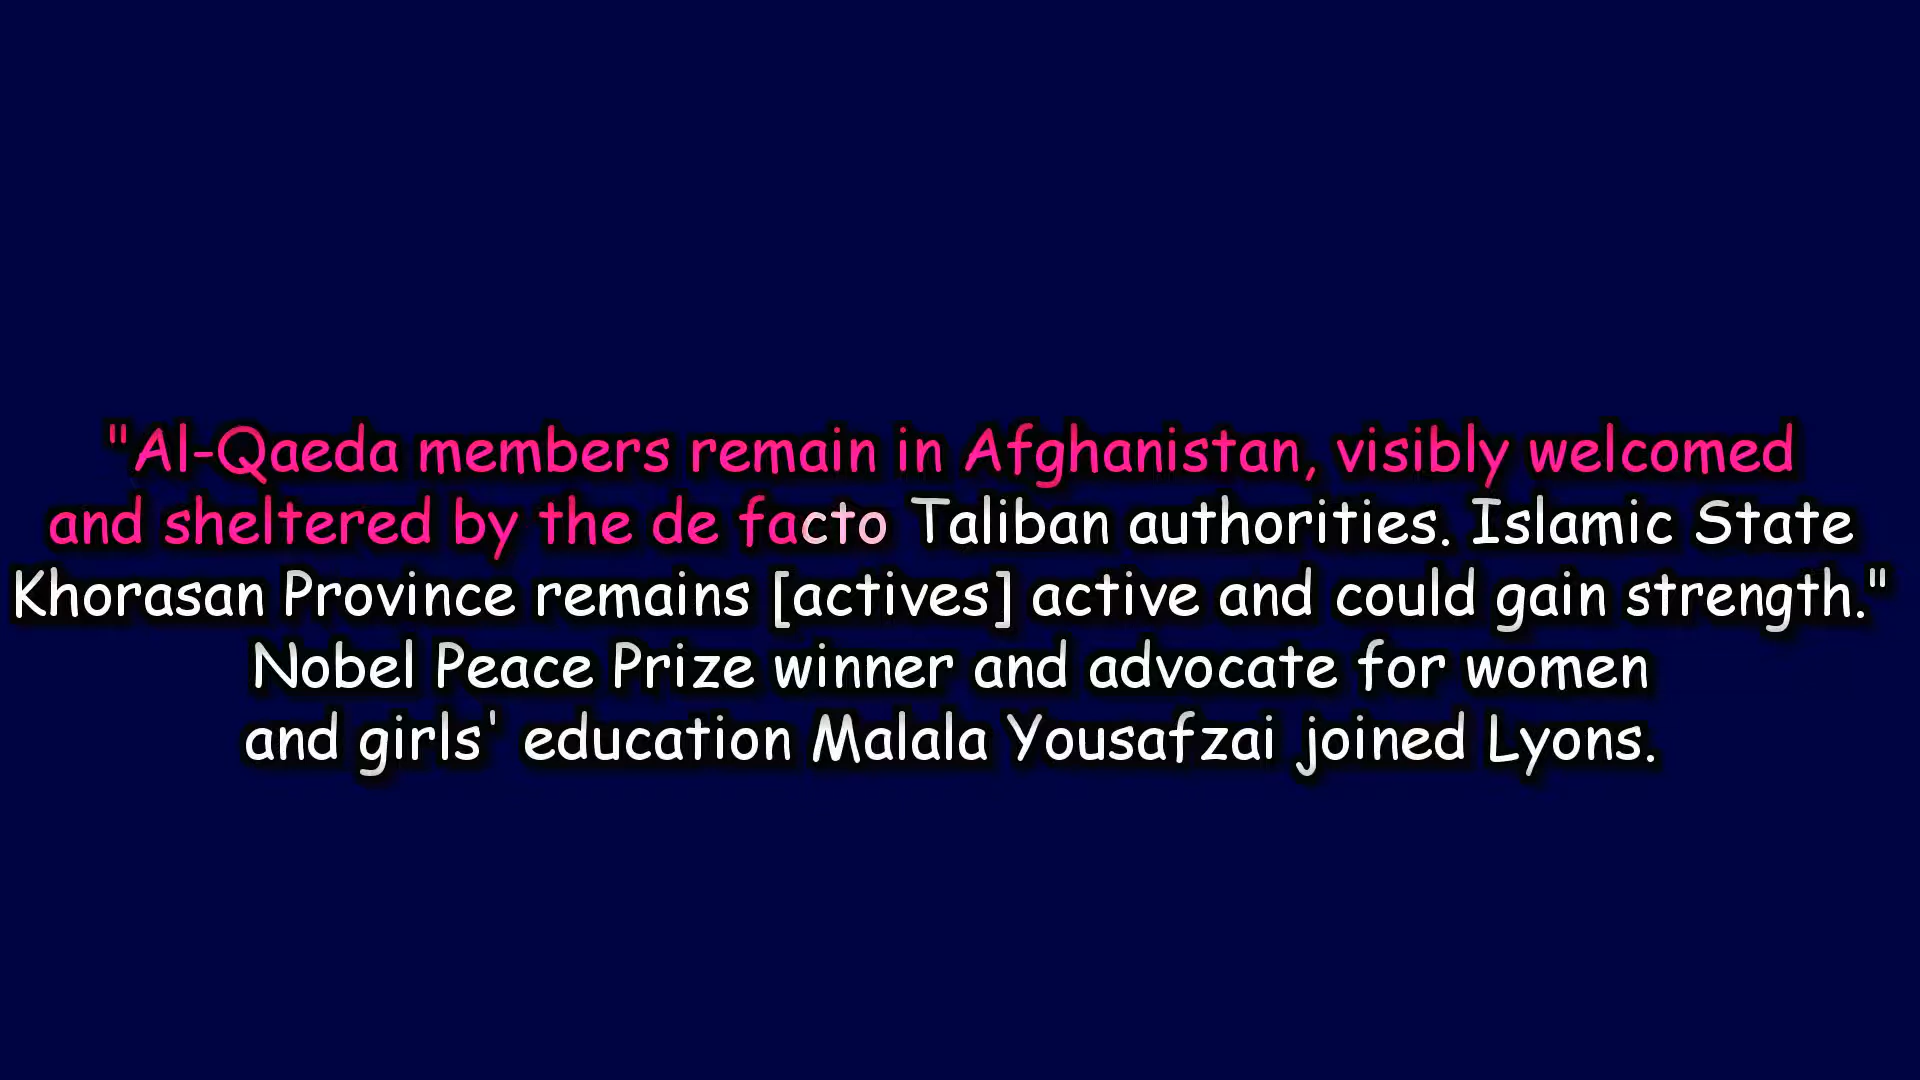 "Al-Qaeda members remain in Afghanistan, visibly welcomed
and sheltered by the de facto Taliban authorities. Islamic State
Khorasan Province remains [actives] active and could gain strength."
Nobel Peace Prize winner and advocate for women
and girls' education Malala Yousafzai joined Lyons.